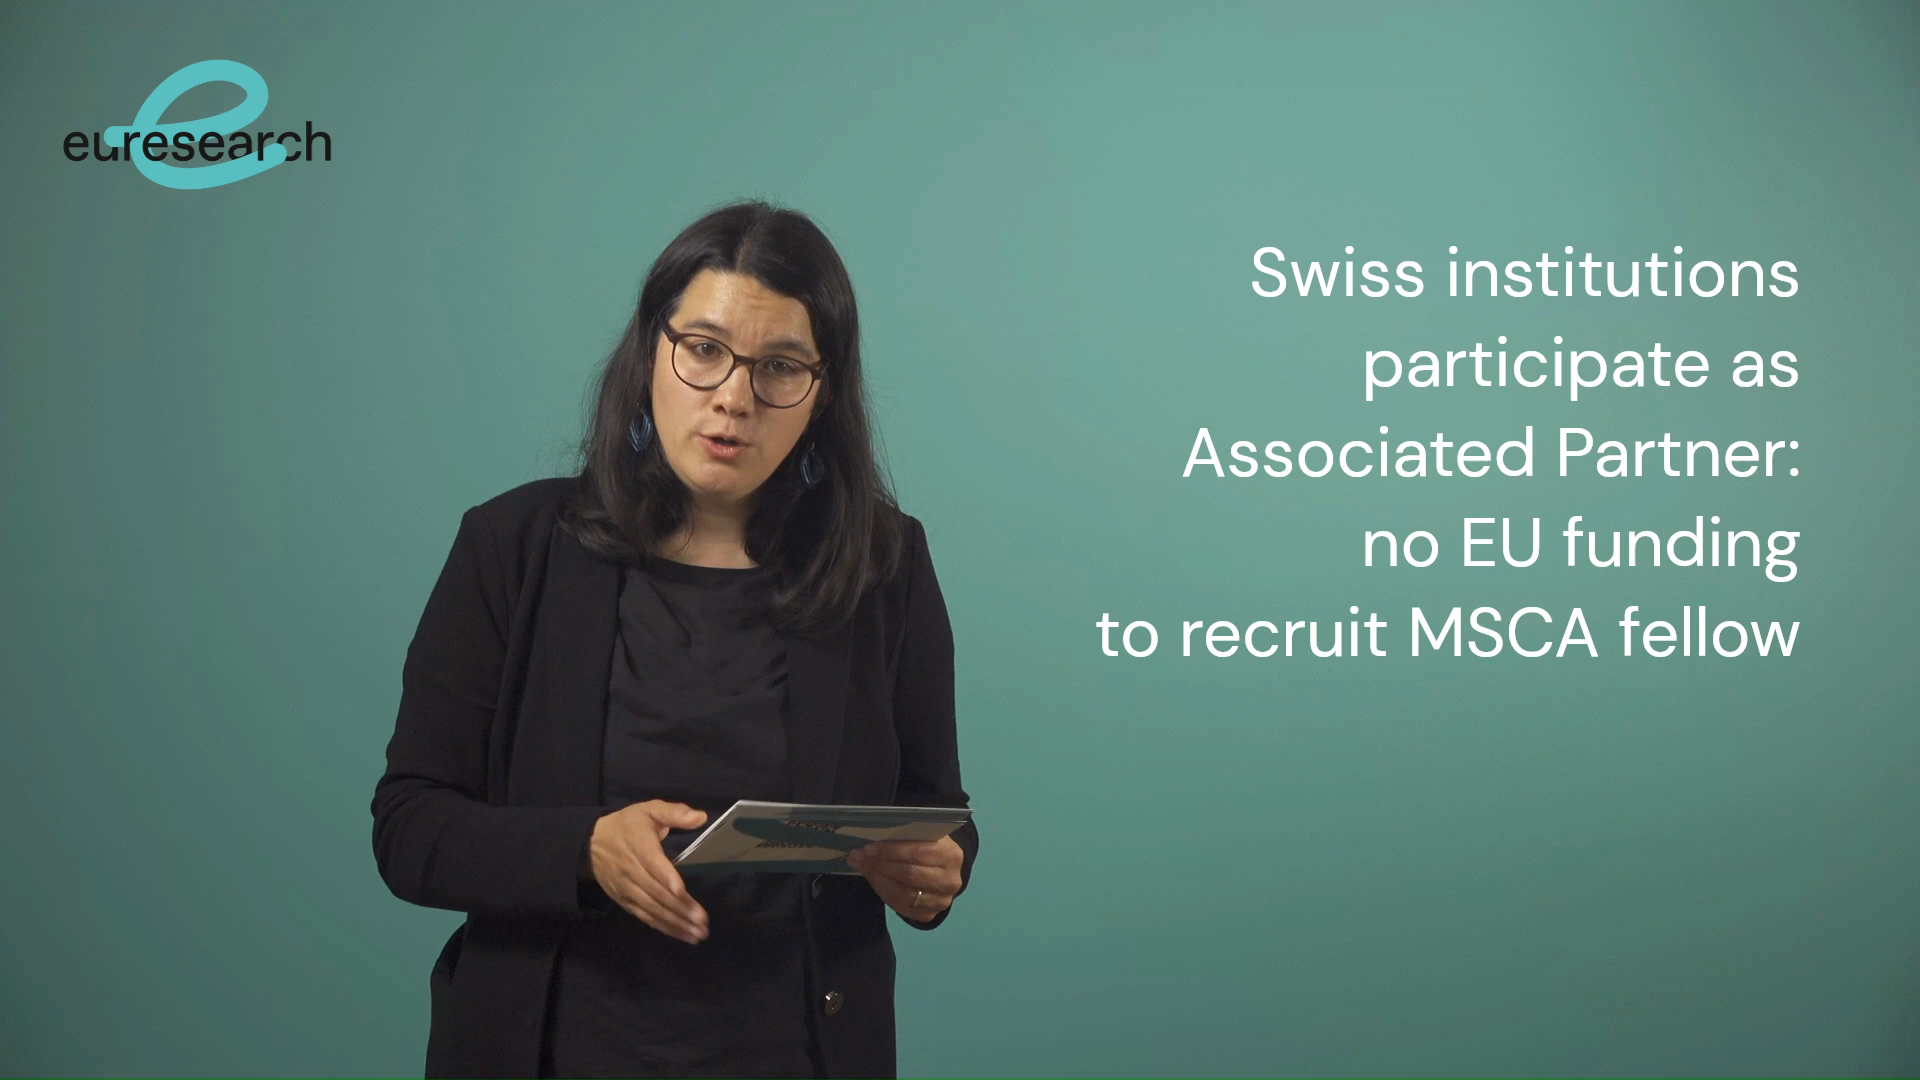 euresearch
Swiss institutions
participate as
Associated Partner:
no EU funding
to recruit MSCA fellow